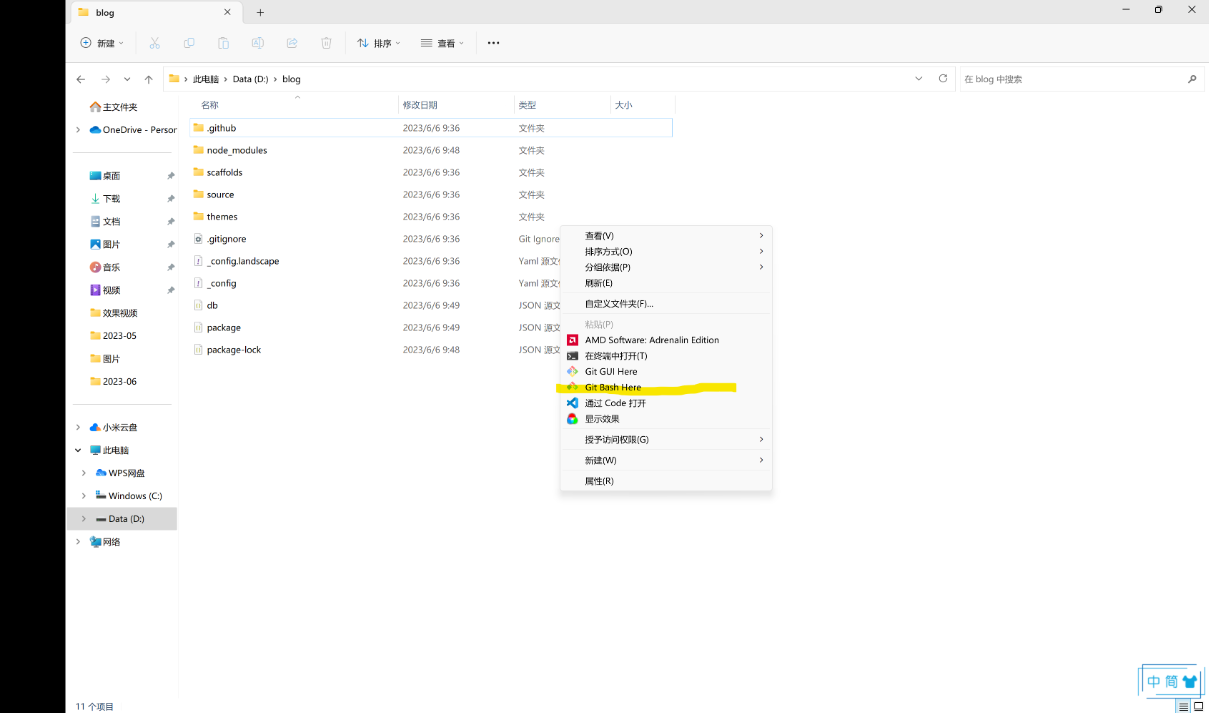 blog
新建
排序
查看
此电脑 > Data (D:) > blog
在 blog 中搜索
主文件夹
OneDrive - Person
桌面
下载
文档
图片
音乐
视频
效果视频
2023-05
图片
2023-06
小米云盘
此电脑
WPS网盘
Windows (C:)
Data (D:)
网络
名称 修改日期 类型 大小
.github 2023/6/6 9:36 文件夹
node_modules 2023/6/6 9:48 文件夹
scaffolds 2023/6/6 9:36 文件夹
source 2023/6/6 9:36 文件夹
themes 2023/6/6 9:36 文件夹
.gitignore 2023/6/6 9:36 Git Ignore
_config.landscape 2023/6/6 9:36 Yaml 源文
_config 2023/6/6 9:36 Yaml 源文
db 2023/6/6 9:49 JSON 源文
package 2023/6/6 9:49 JSON 源文
package-lock 2023/6/6 9:48 JSON 源文
查看(V)
排序方式(O)
分组依据(P)
刷新(E)
自定义文件夹(F)...
粘贴(P)
AMD Software: Adrenalin Edition
在终端中打开(T)
Git GUI Here
Git Bash Here
通过 Code 打开
显示效果
授予访问权限(G)
新建(W)
属性(R)
11 个项目
中 简